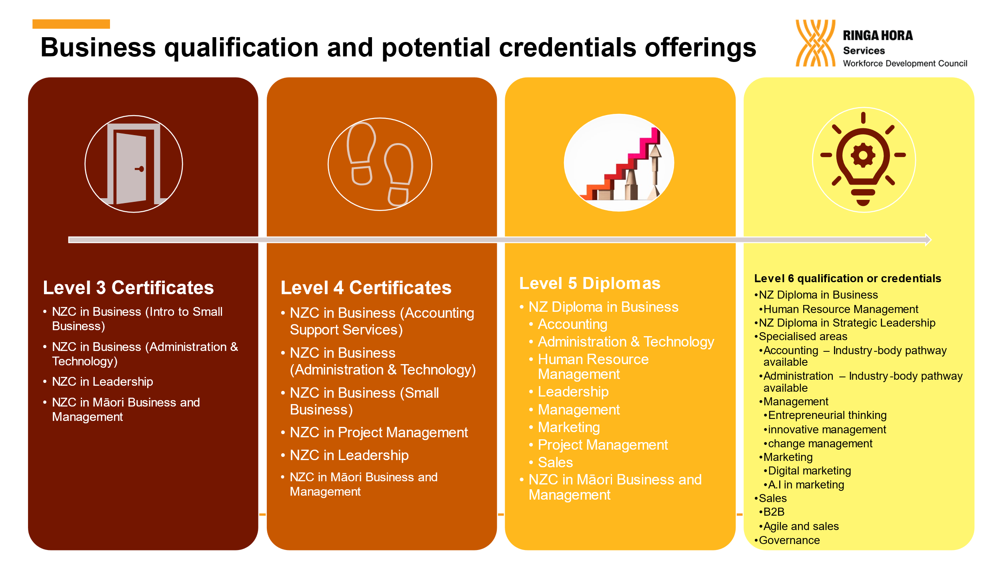 Business qualification and potential credentials offerings
RINGA HORA
Services
Workforce Development Council
Level 3 Certificates
• NZC in Business (Intro to Small
Business)
• NZC in Business (Administration &
Technology)
• NZC in Leadership
• NZC in Māori Business and
Management
Level 4 Certificates
• NZC in Business (Accounting
Support Services)
• NZC in Business
(Administration & Technology)
• NZC in Business (Small
Business)
• NZC in Project Management
• NZC in Leadership
• NZC in Māori Business and
Management
Level 5 Diplomas
• NZ Diploma in Business
• Accounting
• Administration & Technology
• Human Resource
Management
• Leadership
• Management
• Marketing
• Project Management
• Sales
• NZC in Māori Business and
Management
Level 6 qualification or credentials
•NZ Diploma in Business
•Human Resource Management
•NZ Diploma in Strategic Leadership
•Specialised areas
•Accounting – Industry-body pathway
available
•Administration – Industry-body pathway
available
•Management
•Entrepreneurial thinking
•innovative management
•change management
•Marketing
•Digital marketing
•A.I in marketing
•Sales
•B2B
•Agile and sales
•Governance